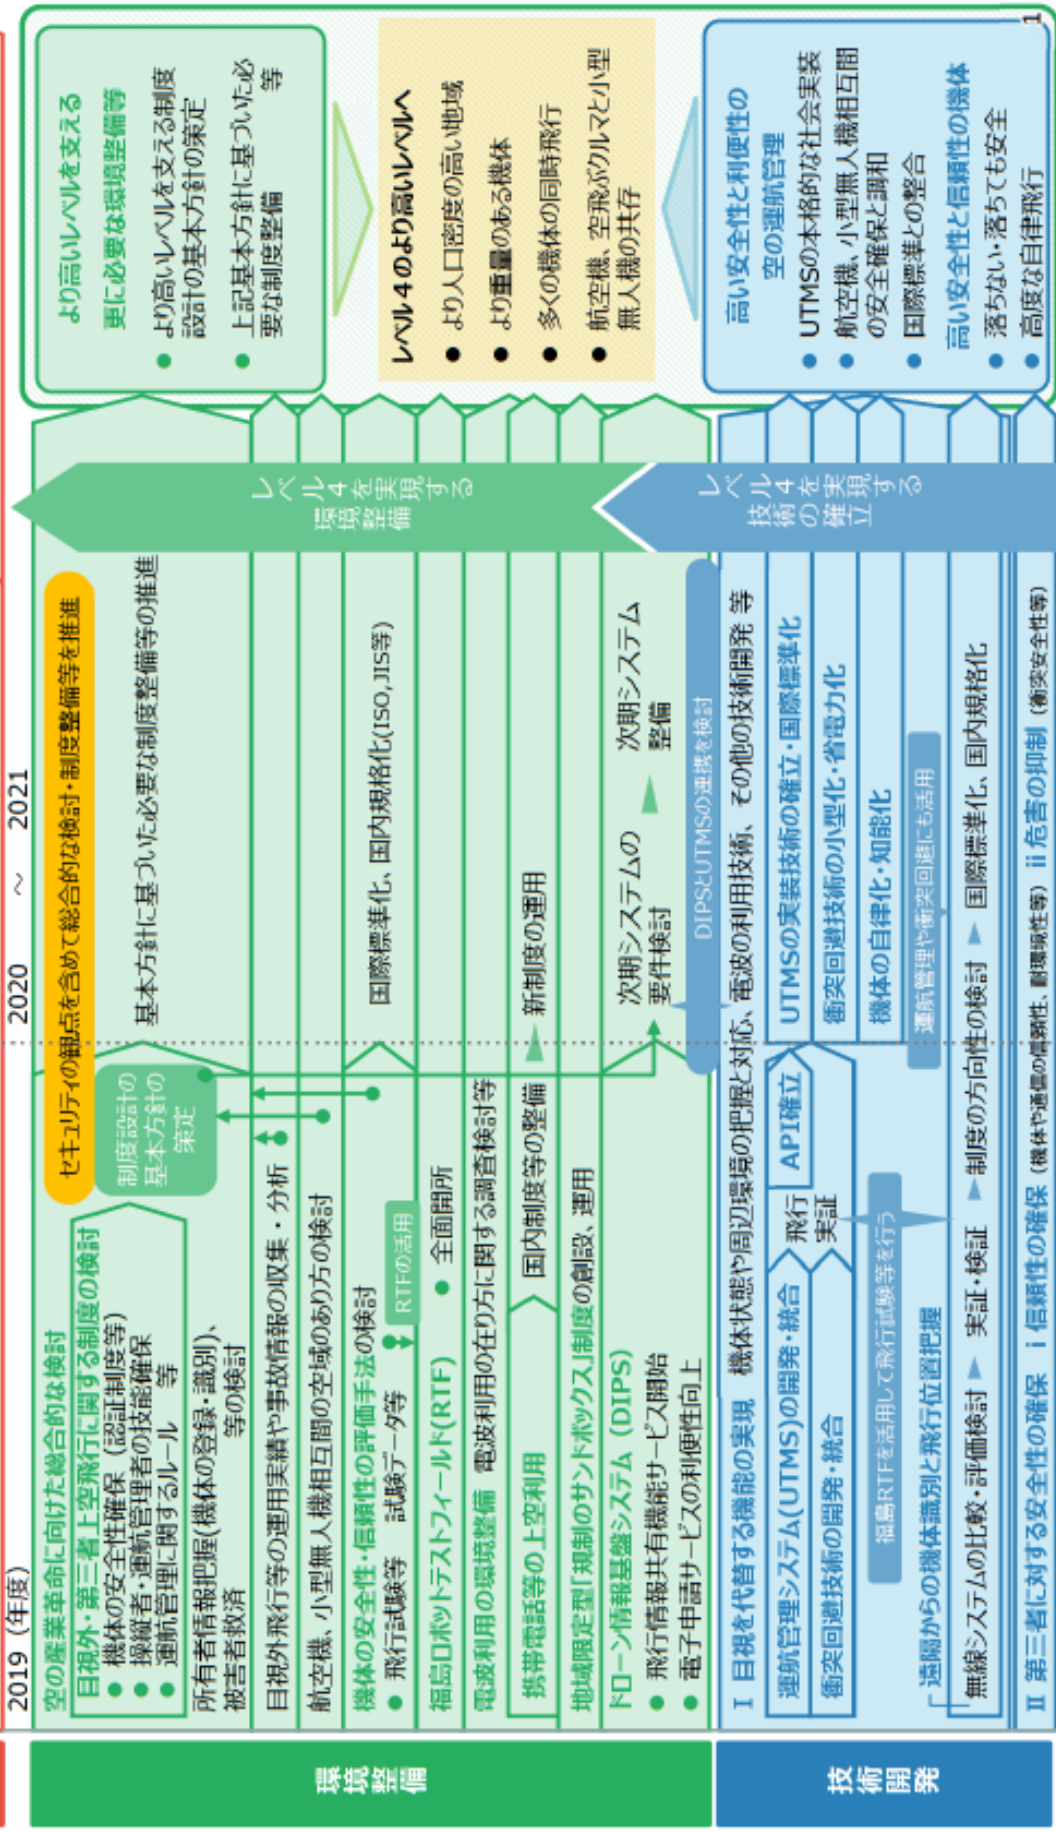 2019（年度）
2020　～　2021
環境整備
空の産業革命に向けた総合的な検討
目視外・第三者上空飛行に関する制度の検討
● 機体の安全性確保（認証制度等）
● 操縦者・運航管理者の技能確保
● 運航管理に関するルール　等
所有者情報把握(機体の登録・識別)、
被害者救済　等の検討
セキュリティの観点を含めて総合的な検討・制度整備等を推進
制度設計の
基本方針の
策定
基本方針に基づいた必要な制度整備等の推進
目視外飛行等の運用実績や事故情報の収集・分析
航空機、小型無人機相互間の空域のあり方の検討
機体の安全性・信頼性の評価手法の検討
● 飛行試験等　試験データ等
RTFの活用
国際標準化、国内規格化(ISO,JIS等)
福島ロボットテストフィールド(RTF)　● 全面開所
電波利用の環境整備　電波利用の在り方に関する調査検討等
携帯電話等の上空利用
国内制度等の整備
新制度の運用
地域限定型「規制のサンドボックス」制度の創設、運用
ドローン情報基盤システム（DIPS）
● 飛行情報共有機能サービス開始
● 電子申請サービスの利便性向上
次期システムの
要件検討
次期システム
整備
DIPSとUTMSの連携を検討
レベル４を実現する
環境整備
技術開発
Ⅰ 目視を代替する機能の実現　機体状態や周辺環境の把握と対応、電波の利用技術、その他の技術開発 等
運航管理システム(UTMS)の開発・統合
衝突回避技術の開発・統合
飛行
実証
API確立
UTMSの実装技術の確立・国際標準化
衝突回避技術の小型化・省電力化
機体の自律化・知能化
福島RTFを活用して飛行試験等を行う
運航管理や衝突回避にも活用
遠隔からの機体識別と飛行位置把握
無線システムの比較・評価検討
実証・検証
制度の方向性の検討
国際標準化、国内規格化
Ⅱ 第三者に対する安全性の確保　ⅰ 信頼性の確保（機体や通信の信頼性、耐環境性等）ⅱ 危害の抑制（衝突安全性等）
レベル４を実現する
技術の確立
より高いレベルを支える
更に必要な環境整備等
● より高いレベルを支える制度
設計の基本方針の策定
● 上記基本方針に基づいた必
要な制度整備　等
レベル４のより高いレベルへ
● より人口密度の高い地域
● より重量のある機体
● 多くの機体の同時飛行
● 航空機、空飛ぶクルマと小型
無人機の共存
高い安全性と利便性の
空の運航管理
● UTMSの本格的な社会実装
● 航空機、小型無人機相互間
の安全確保と調和
● 国際標準との整合
高い安全性と信頼性の機体
● 落ちない・落ちても安全
● 高度な自律飛行
1